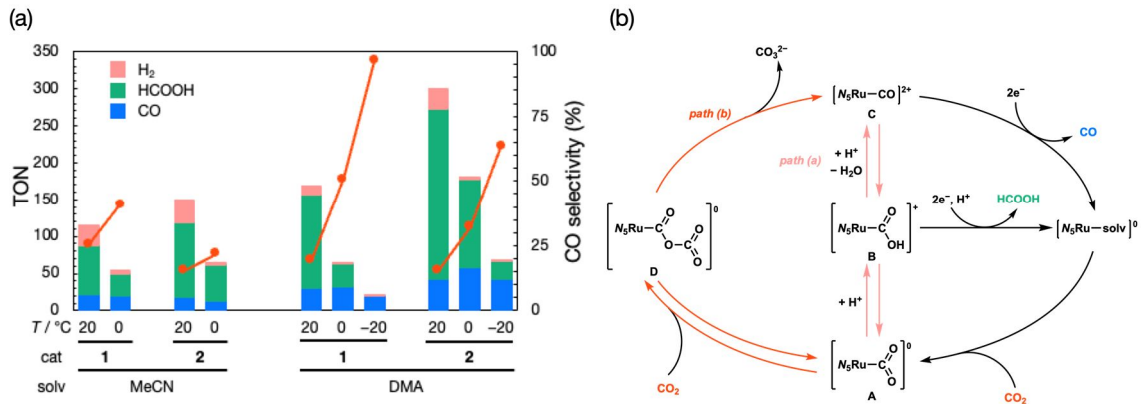 (a)
350
300
250
200
150
100
50
0
TON
H₂
HCOOH
CO
100
75
50
25
0
CO selectivity (%)
T / °C 20 0 20 0 20 0 −20 20 0 −20
cat 1 2 1 2
solv MeCN DMA
(b)
CO₃²⁻
path (b)
[N₅Ru—CO]²⁺
C
2e⁻
CO
path (a)
+ H⁺
− H₂O
[N₅Ru—C O O C O O]⁰
D
[N₅Ru—C O OH]⁺
B
2e⁻, H⁺
HCOOH
[N₅Ru—solv]⁰
+ H⁺
[N₅Ru—C O O]⁰
A
CO₂
CO₂